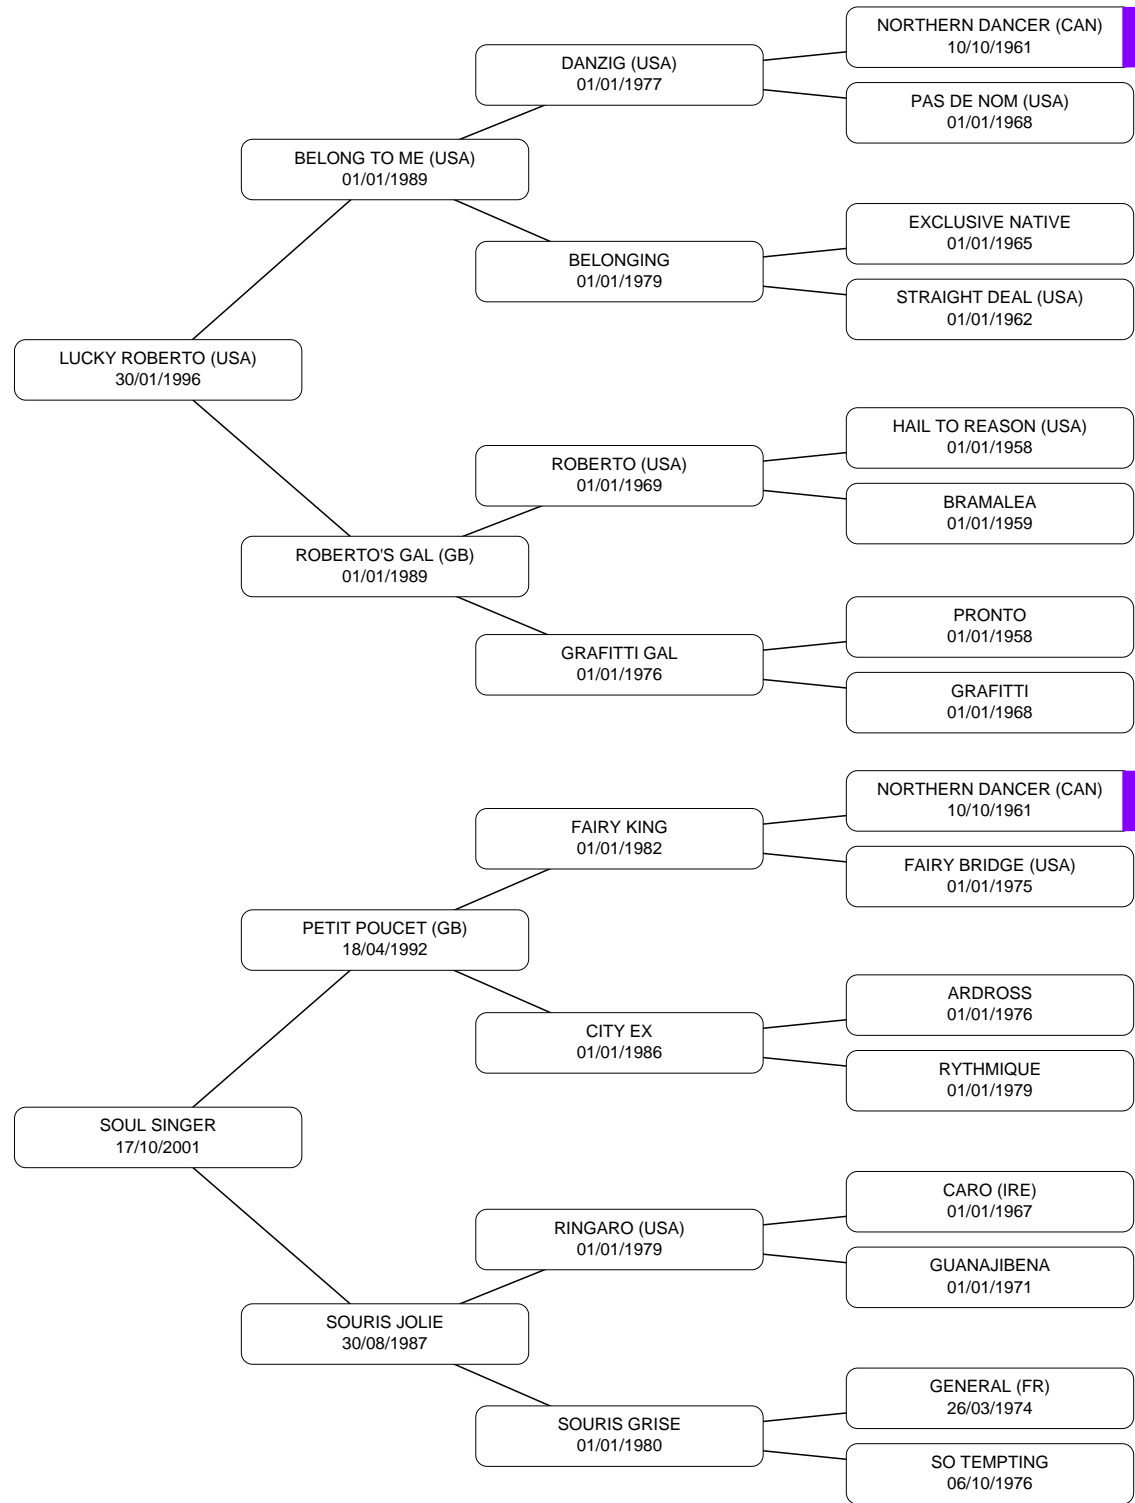 NORTHERN DANCER (CAN)
10/10/1961
DANZIG (USA)
01/01/1977
PAS DE NOM (USA)
01/01/1968
BELONG TO ME (USA)
01/01/1989
EXCLUSIVE NATIVE
01/01/1965
BELONGING
01/01/1979
STRAIGHT DEAL (USA)
01/01/1962
LUCKY ROBERTO (USA)
30/01/1996
HAIL TO REASON (USA)
01/01/1958
ROBERTO (USA)
01/01/1969
BRAMALEA
01/01/1959
ROBERTO'S GAL (GB)
01/01/1989
PRONTO
01/01/1958
GRAFITTI GAL
01/01/1976
GRAFITTI
01/01/1968
NORTHERN DANCER (CAN)
10/10/1961
FAIRY KING
01/01/1982
FAIRY BRIDGE (USA)
01/01/1975
PETIT POUCET (GB)
18/04/1992
ARDROSS
01/01/1976
CITY EX
01/01/1986
RYTHMIQUE
01/01/1979
SOUL SINGER
17/10/2001
CARO (IRE)
01/01/1967
RINGARO (USA)
01/01/1979
GUANAJIBENA
01/01/1971
SOURIS JOLIE
30/08/1987
GENERAL (FR)
26/03/1974
SOURIS GRISE
01/01/1980
SO TEMPTING
06/10/1976